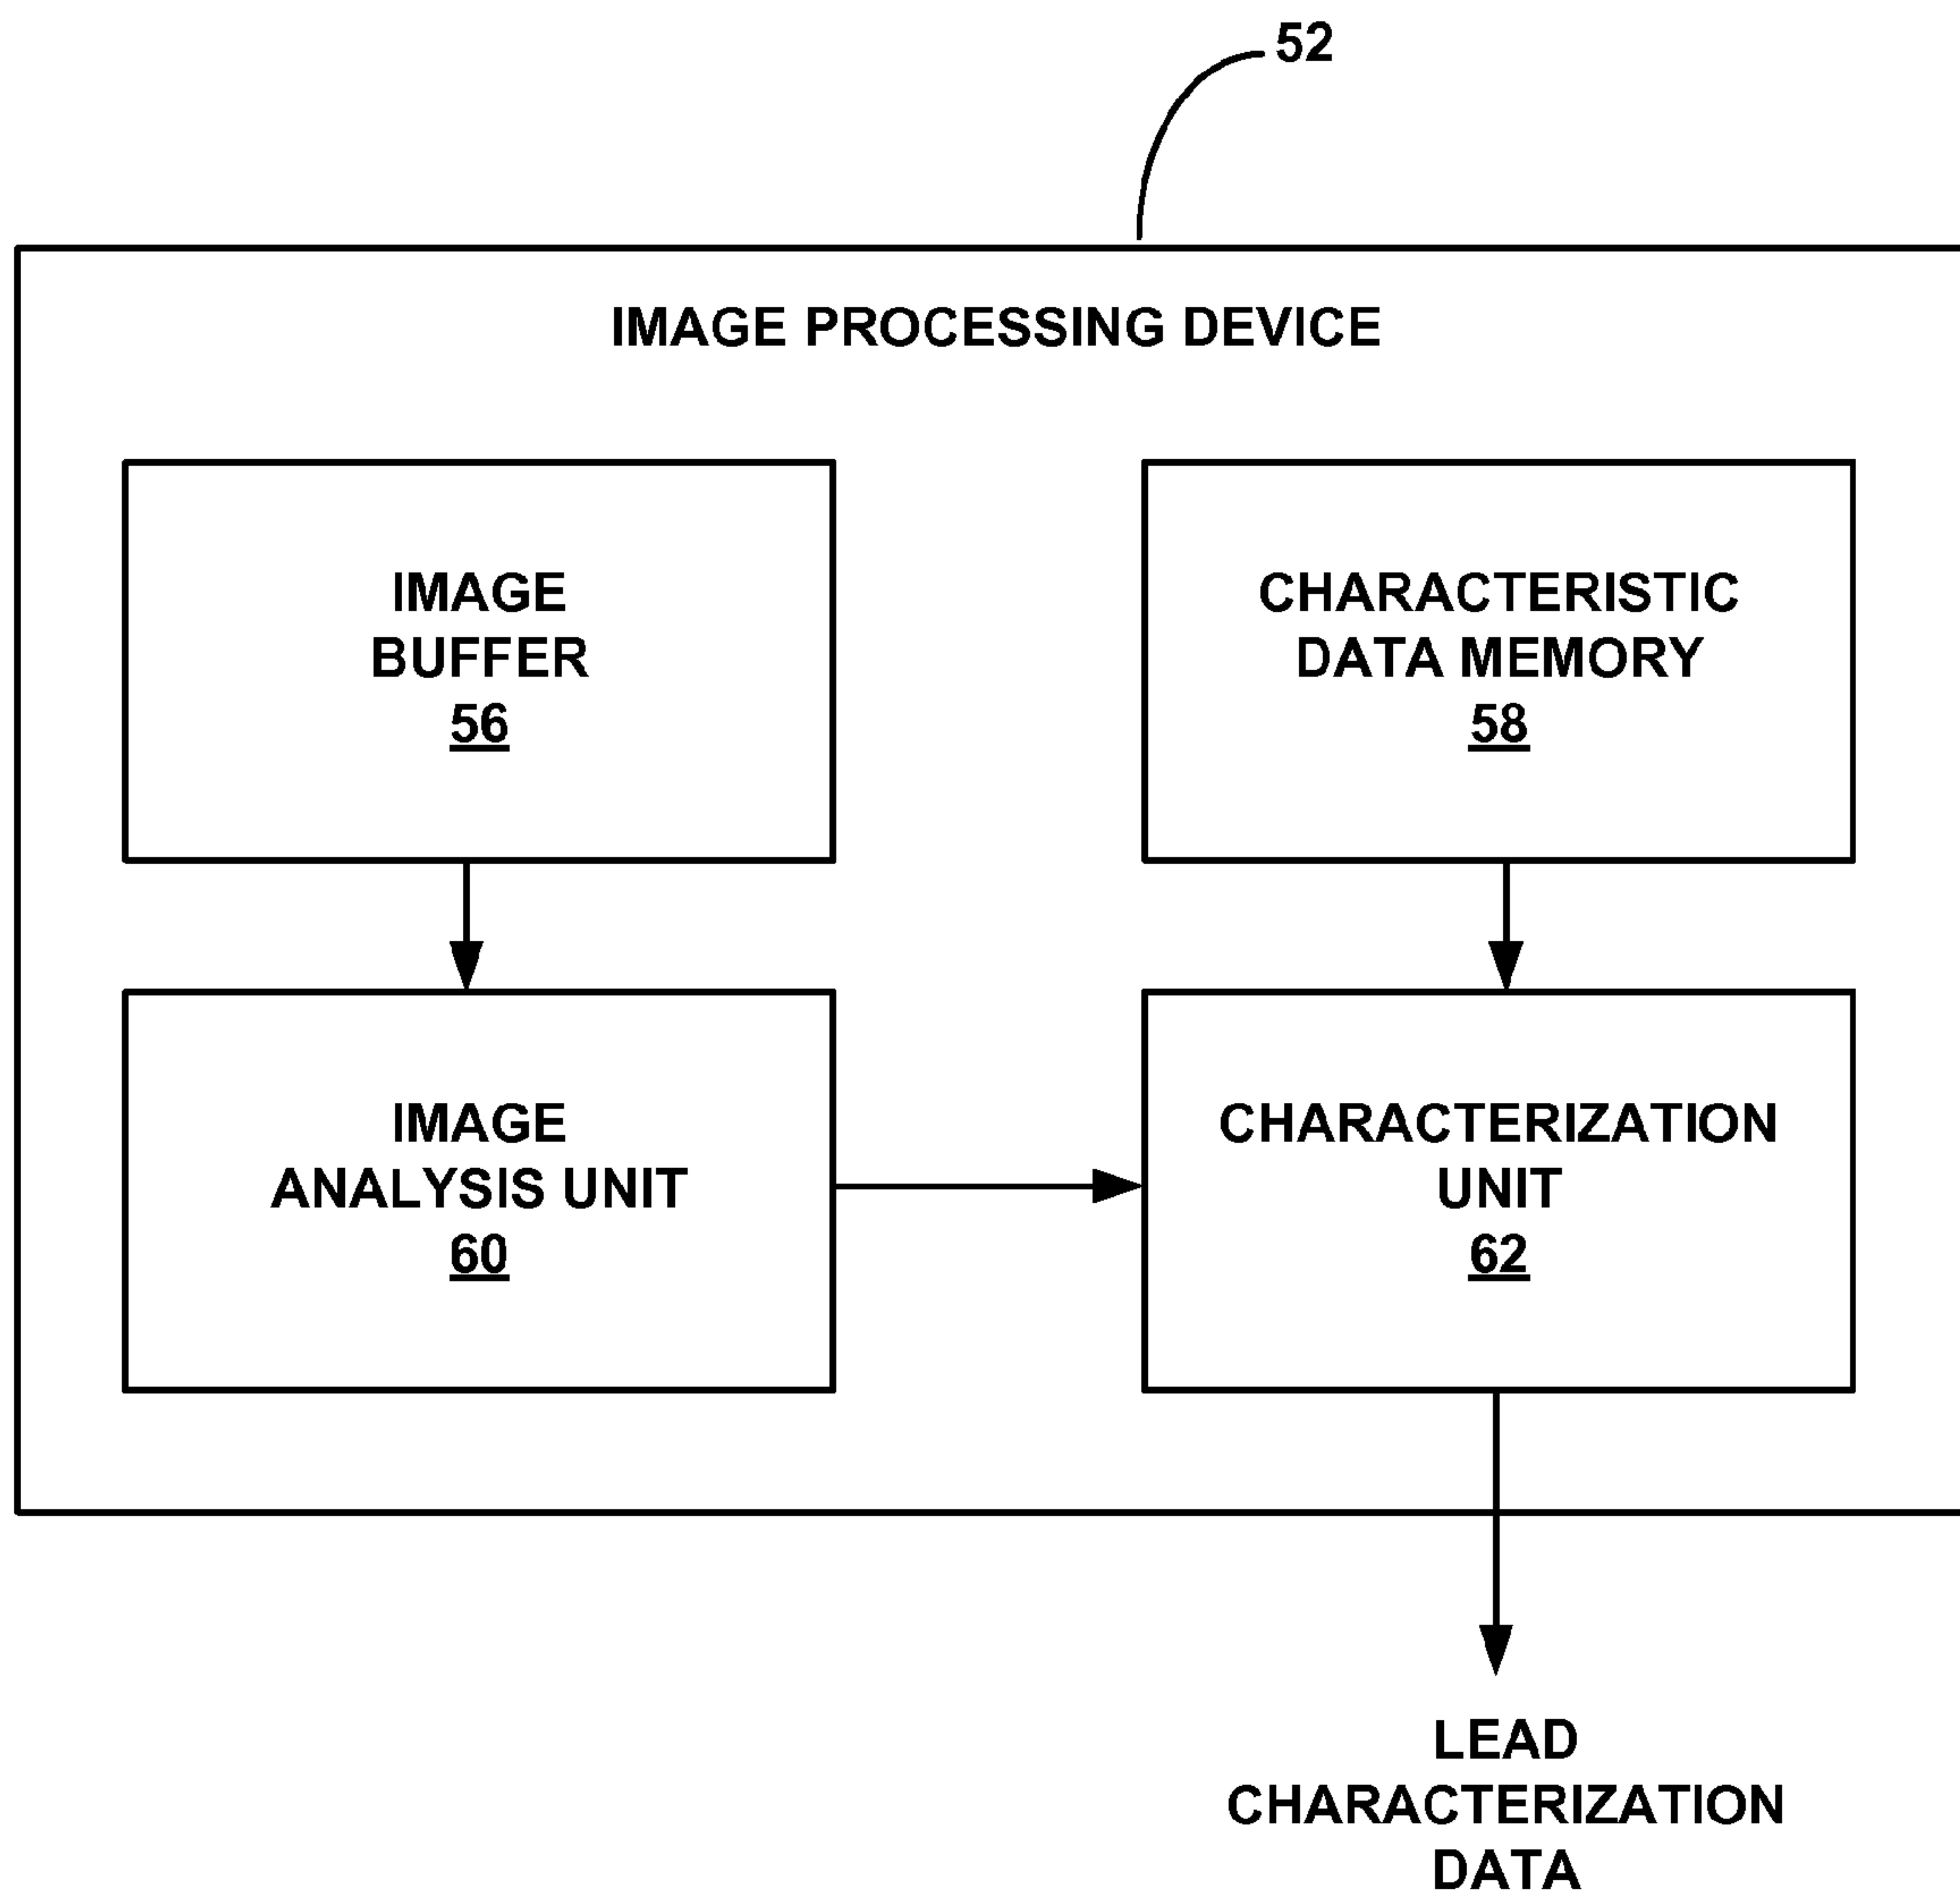 52
IMAGE PROCESSING DEVICE
IMAGE
BUFFER
56
CHARACTERISTIC
DATA MEMORY
58
IMAGE
ANALYSIS UNIT
60
CHARACTERIZATION
UNIT
62
LEAD
CHARACTERIZATION
DATA